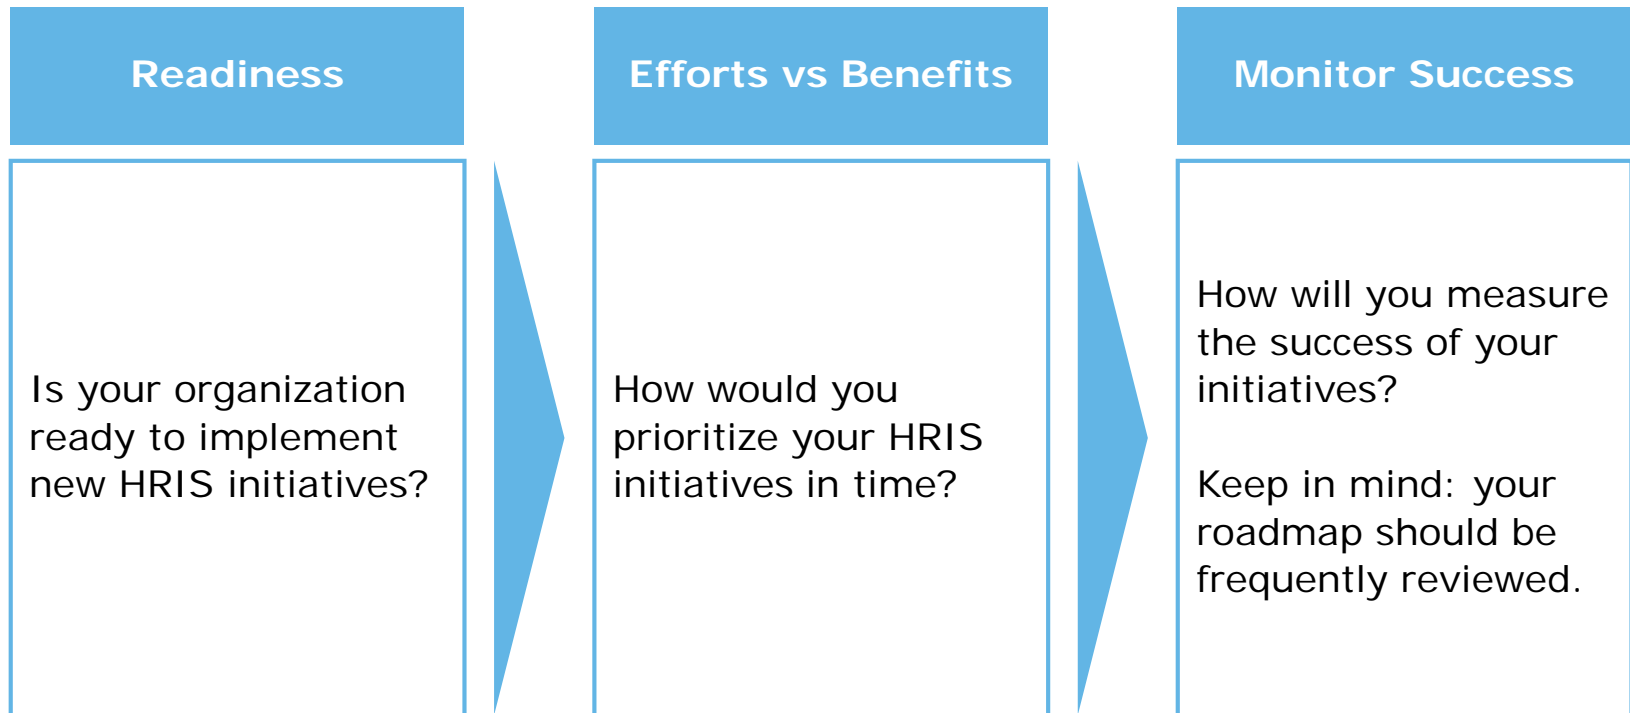 Readiness
Efforts vs Benefits
Monitor Success
Is your organization
ready to implement
new HRIS initiatives?
How would you
prioritize your HRIS
initiatives in time?
How will you measure
the success of your
initiatives?
Keep in mind: your
roadmap should be
frequently reviewed.